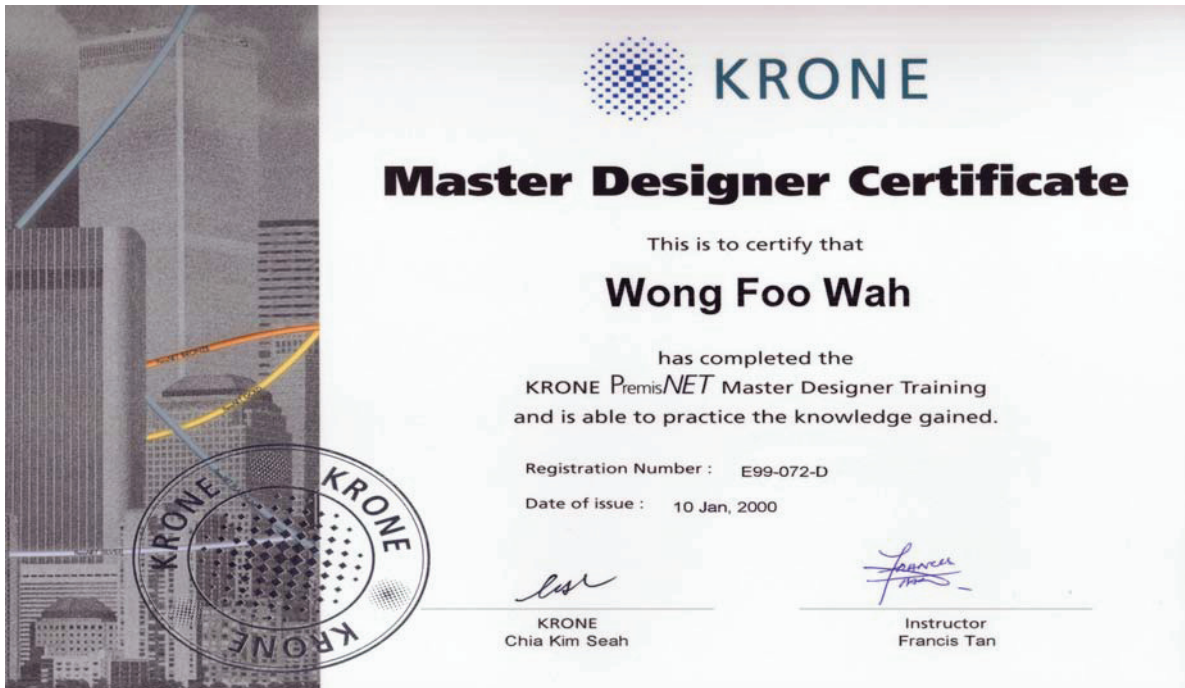 KRONE
Master Designer Certificate
This is to certify that
Wong Foo Wah
has completed the
KRONE PremisNET Master Designer Training
and is able to practice the knowledge gained.
Registration Number : E99-072-D
Date of issue : 10 Jan, 2000
KRONE
Chia Kim Seah
Francis
Tan
Instructor
Francis Tan
KRONE
KRONE
KRONE